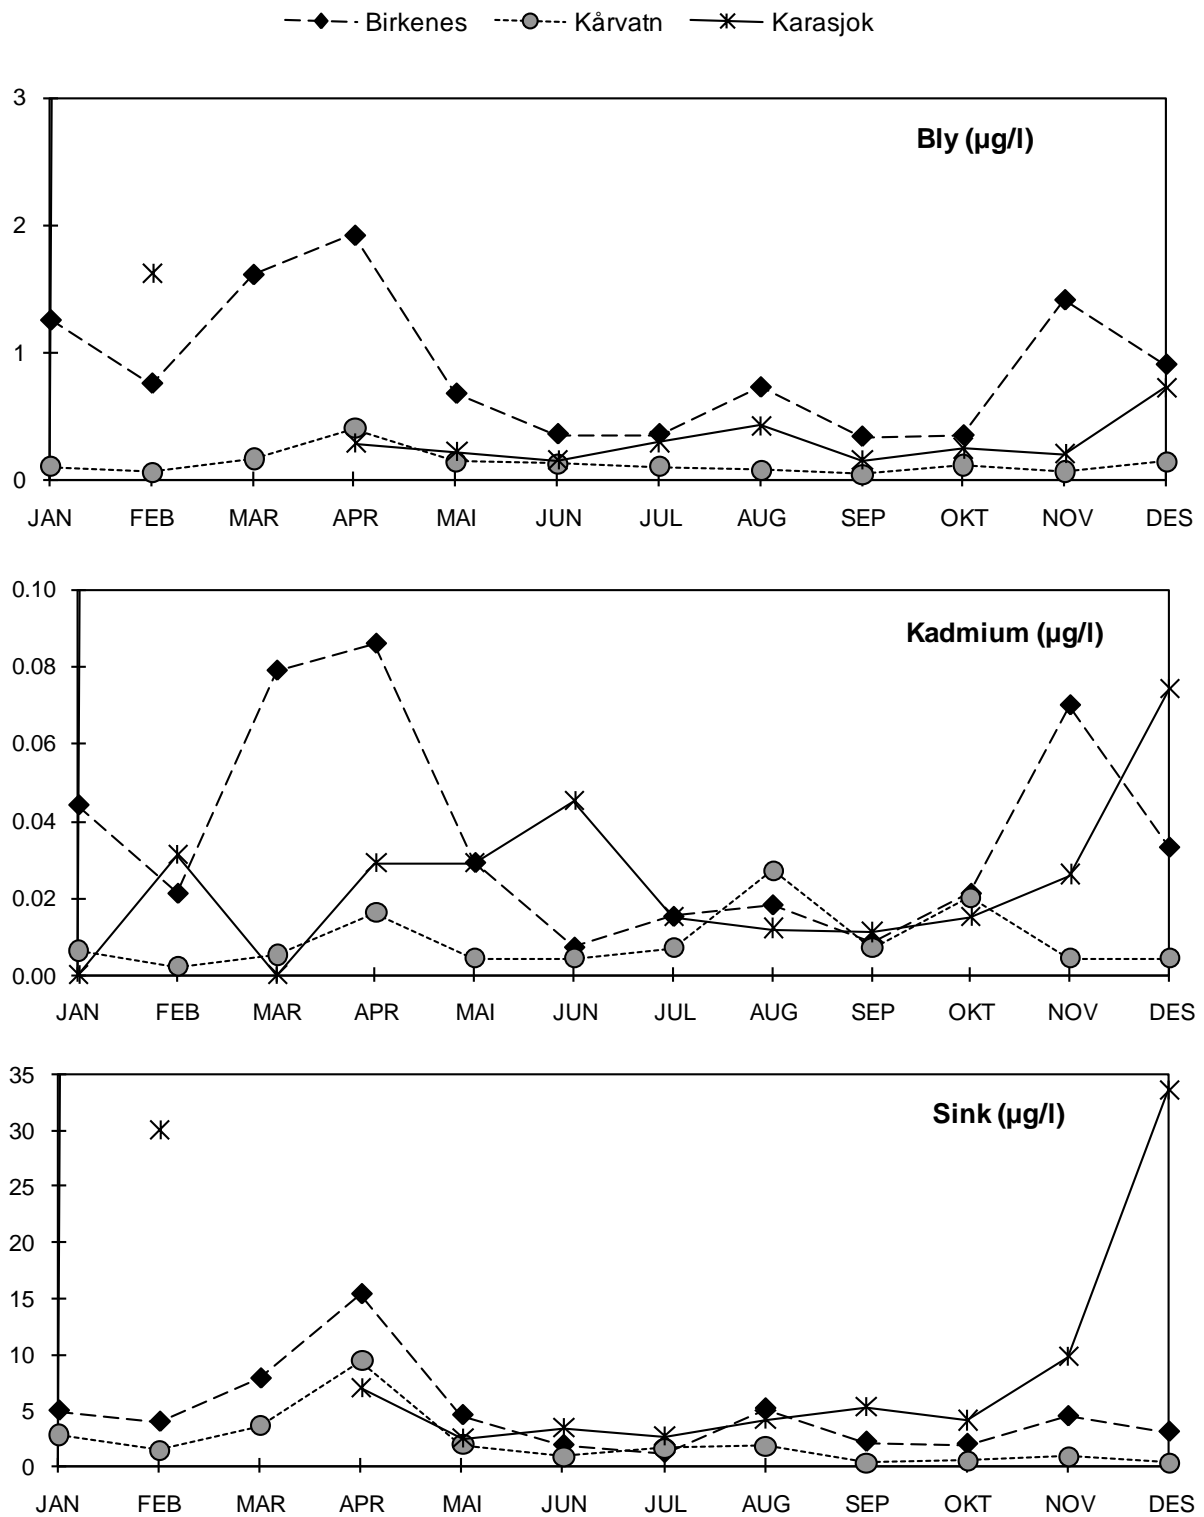 Birkenes Kårvatn Karasjok
Bly (µg/l)
3
2
1
0
JAN FEB MAR APR MAI JUN JUL AUG SEP OKT NOV DES
Kadmium (µg/l)
0.10
0.08
0.06
0.04
0.02
0.00
JAN FEB MAR APR MAI JUN JUL AUG SEP OKT NOV DES
Sink (µg/l)
35
30
25
20
15
10
5
0
JAN FEB MAR APR MAI JUN JUL AUG SEP OKT NOV DES